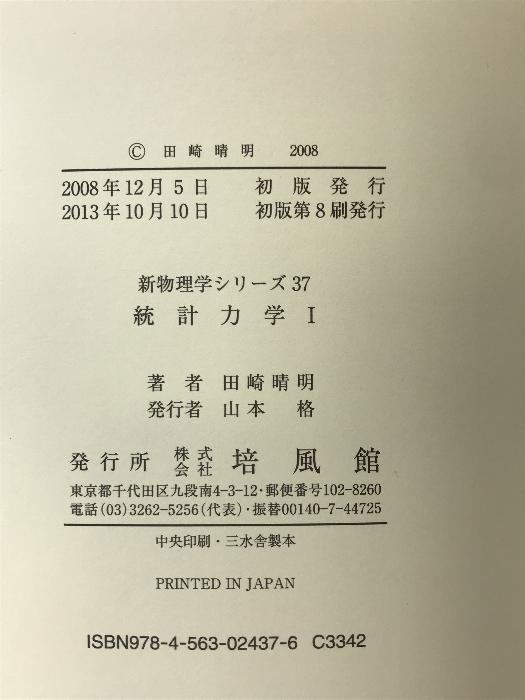 © 田崎晴明 2008
2008年12月5日 初版発行
2013年10月10日 初版第8刷発行
新物理学シリーズ37
統計力学 I
著者 田崎晴明
発行者 山本 格
発行所 株式会社 培風館
東京都千代田区九段南4-3-12・郵便番号102-8260
電話(03)3262-5256(代表)・振替00140-7-44725
中央印刷・三水舎製本
PRINTED IN JAPAN
ISBN978-4-563-02437-6 C3342